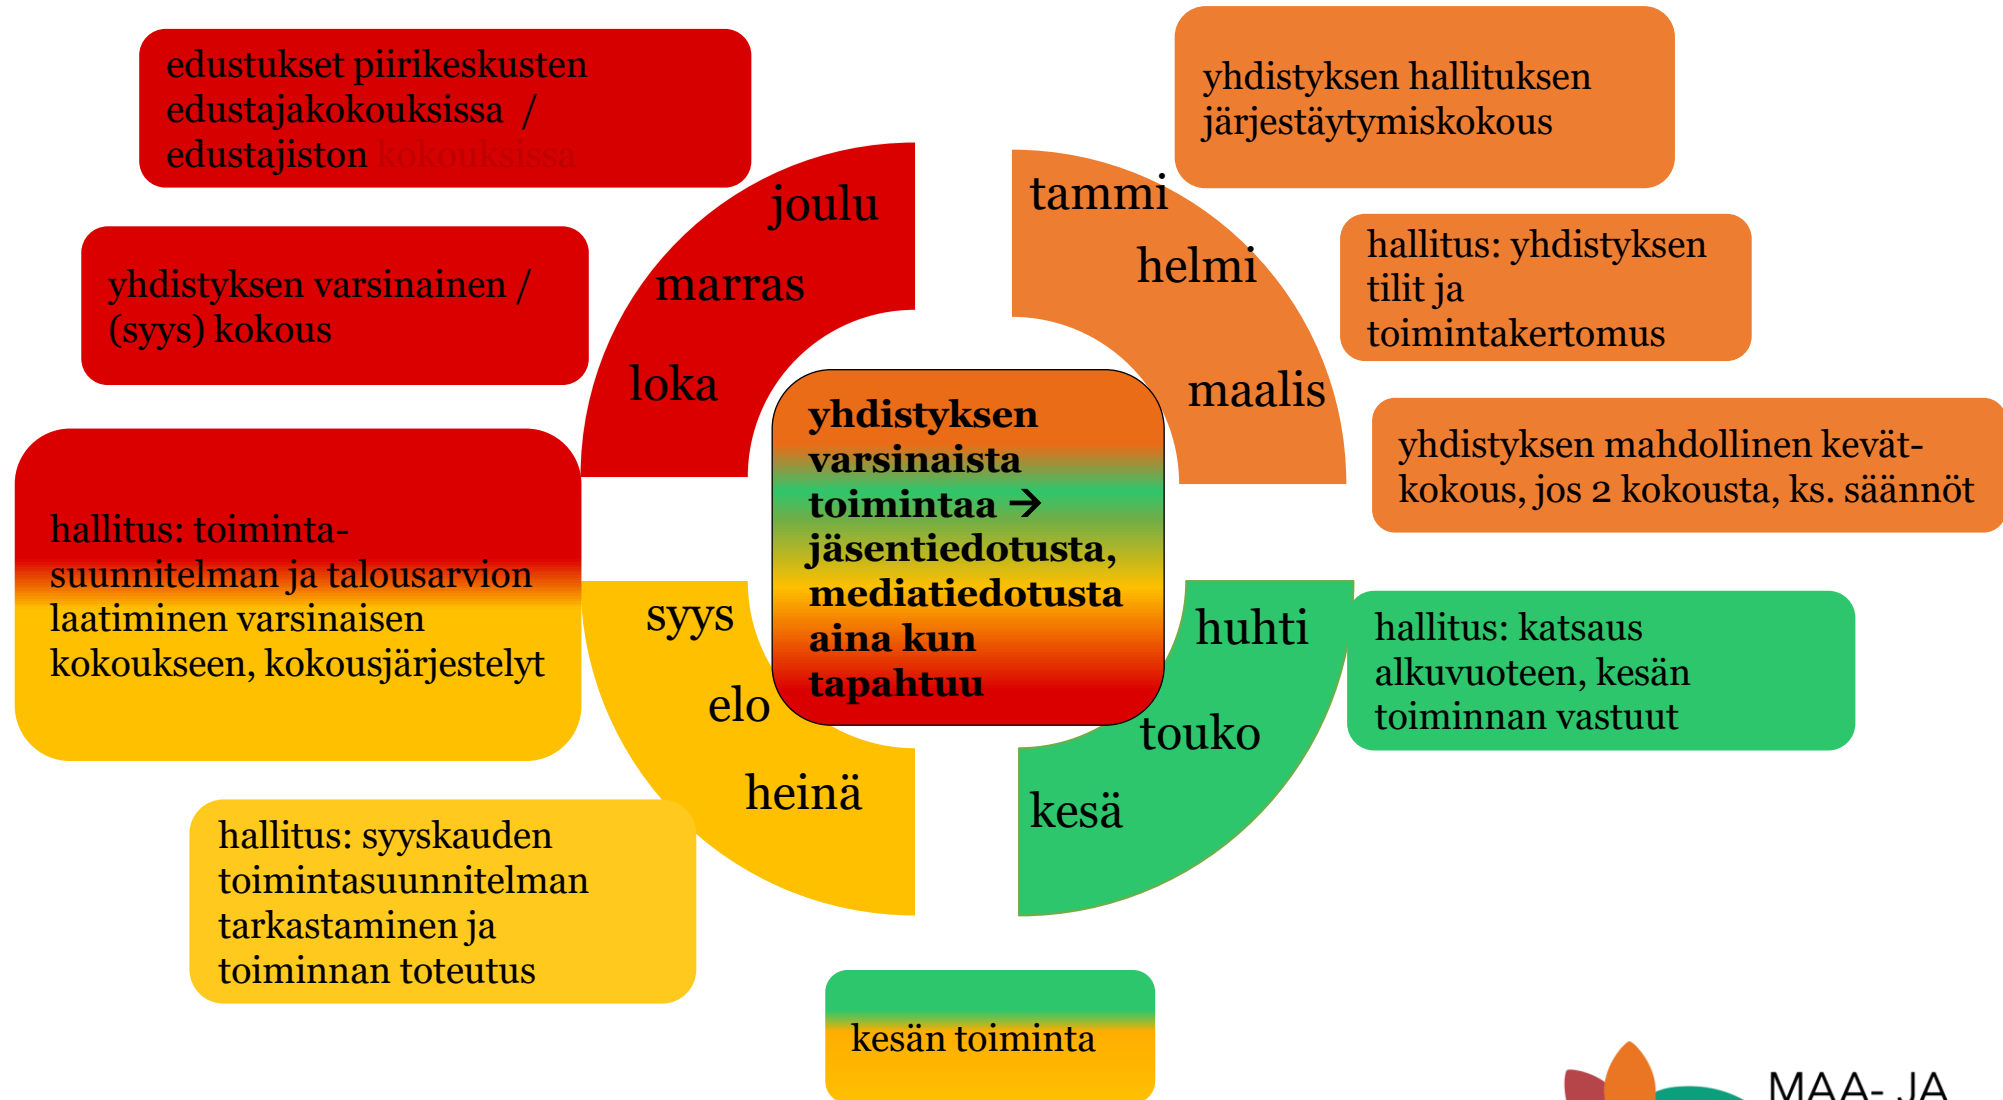 edustukset piirikeskusten
edustajakokouksissa /
edustajiston kokouksissa
yhdistyksen varsinainen /
(syys) kokous
hallitus: toiminta-
suunnitelman ja talousarvion
laatiminen varsinaisen
kokoukseen, kokousjärjestelyt
hallitus: syyskauden
toimintasuunnitelman
tarkastaminen ja
toiminnan toteutus
joulu
marras
loka
syys
elo
heinä
yhdistyksen
varsinaista
toimintaa →
jäsentiedotusta,
mediatiedotusta
aina kun
tapahtuu
kesän toiminta
tammi
helmi
maalis
huhti
touko
kesä
yhdistyksen hallituksen
järjestäytymiskokous
hallitus: yhdistyksen
tilit ja
toimintakertomus
yhdistyksen mahdollinen kevät-
kokous, jos 2 kokousta, ks. säännöt
hallitus: katsaus
alkuvuoteen, kesän
toiminnan vastuut
MAA- JA